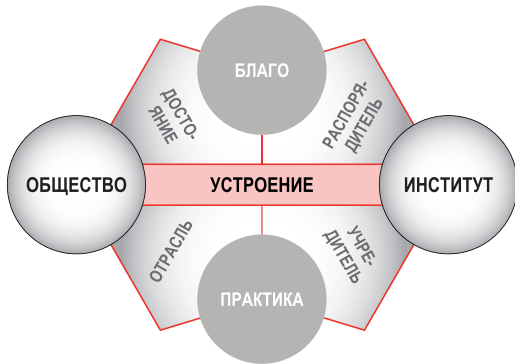 БЛАГО
ДОСТО-
ЯНИЕ
РАСПОРЯ-
ДИТЕЛЬ
ОБЩЕСТВО
УСТРОЕНИЕ
ИНСТИТУТ
ОТРАСЛЬ
УЧРЕ-
ДИТЕЛЬ
ПРАКТИКА